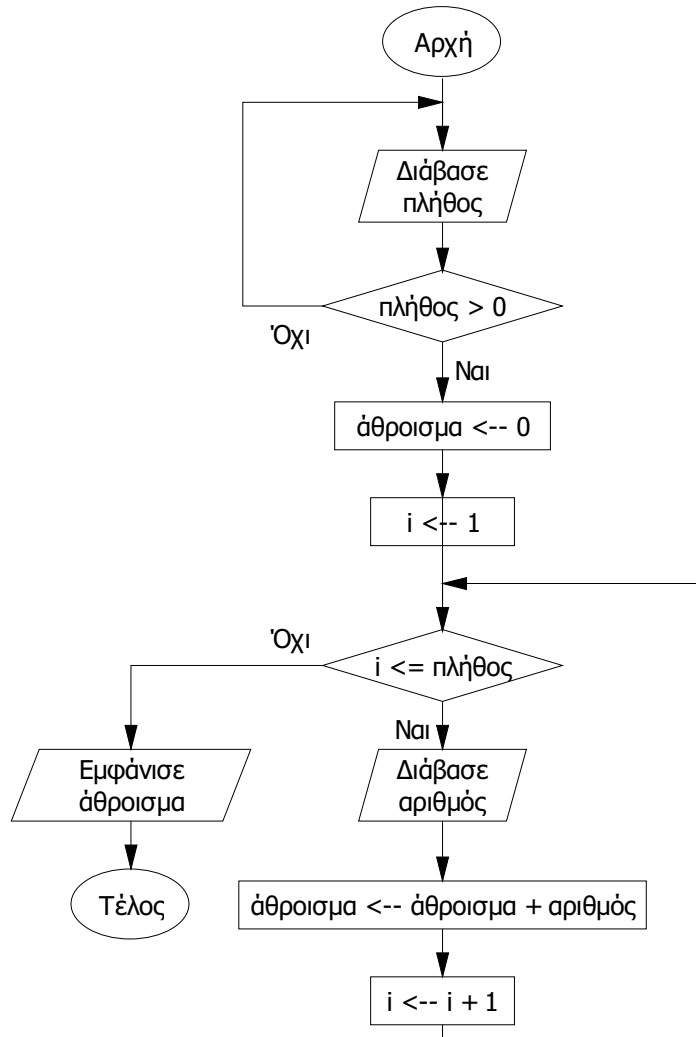 Αρχή
Διάβασε
πλήθος
πλήθος > 0
Όχι
Ναι
άθροισμα <-- 0
i <-- 1
Όχι
i <= πλήθος
Ναι
Εμφάνισε
άθροισμα
Διάβασε
αριθμός
Τέλος
άθροισμα <-- άθροισμα + αριθμός
i <-- i + 1